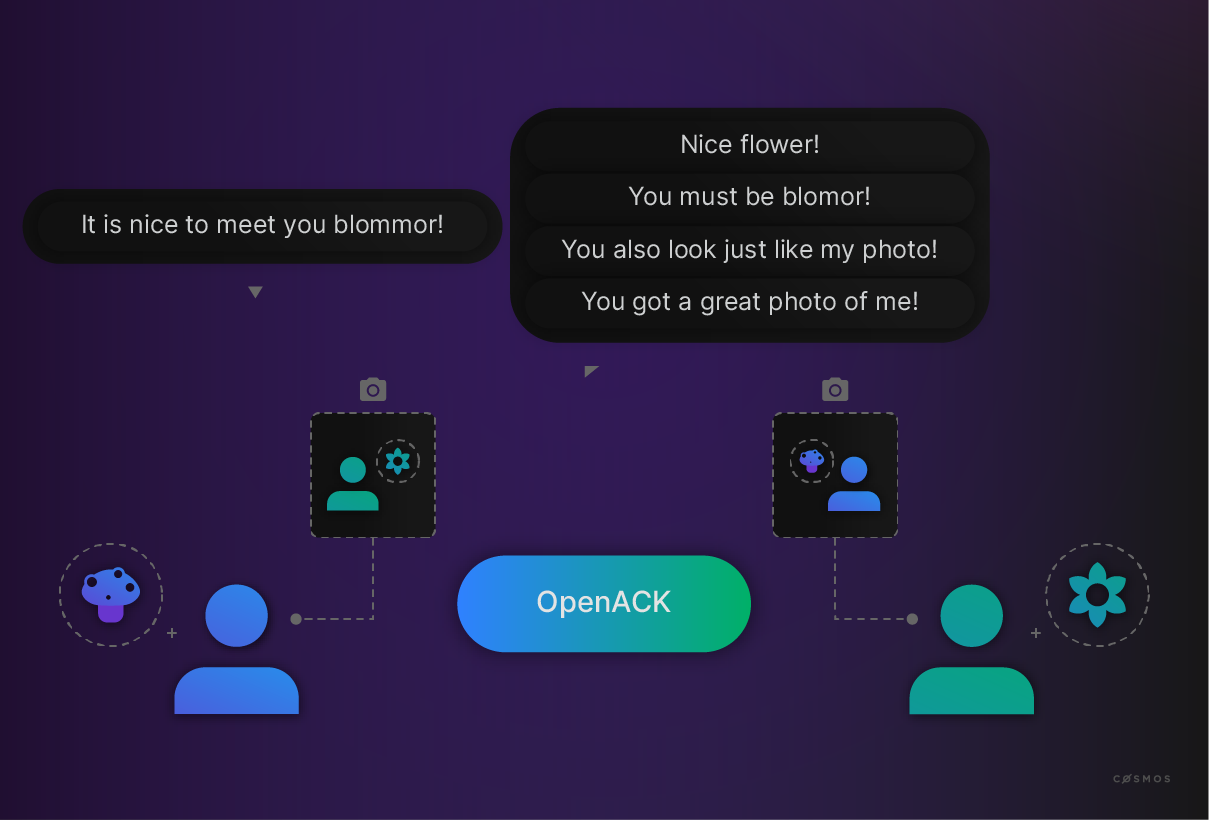 It is nice to meet you blommor!
Nice flower!
You must be blomor!
You also look just like my photo!
You got a great photo of me!
OpenACK
CØSMOS